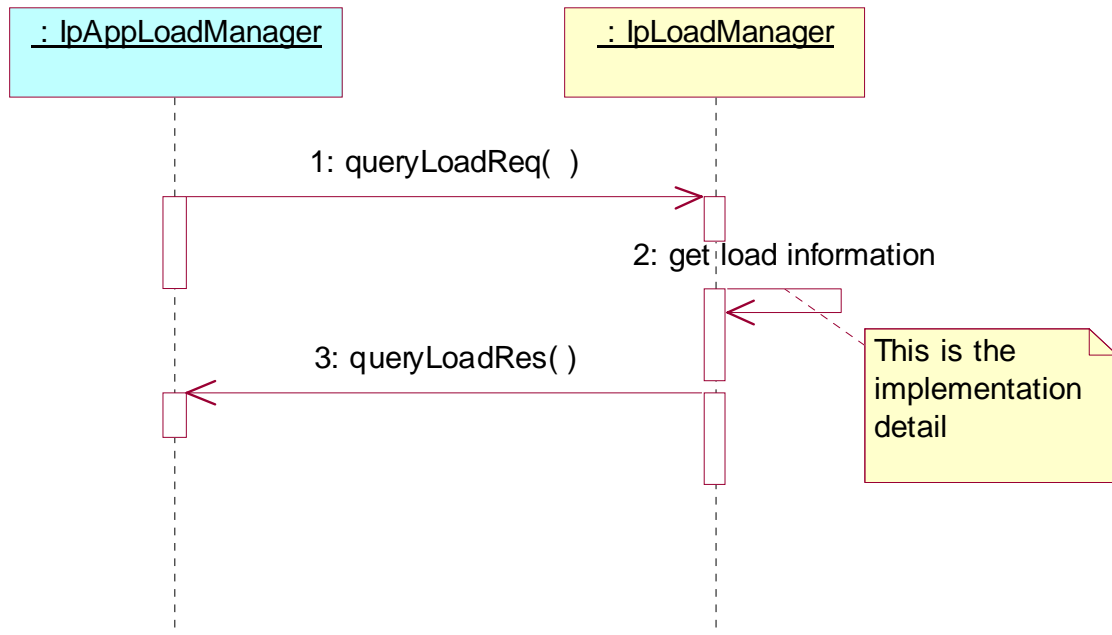 : IpAppLoadManager
: IpLoadManager
1: queryLoadReq(  )
2: get load information
3: queryLoadRes( )
This is the
implementation
detail